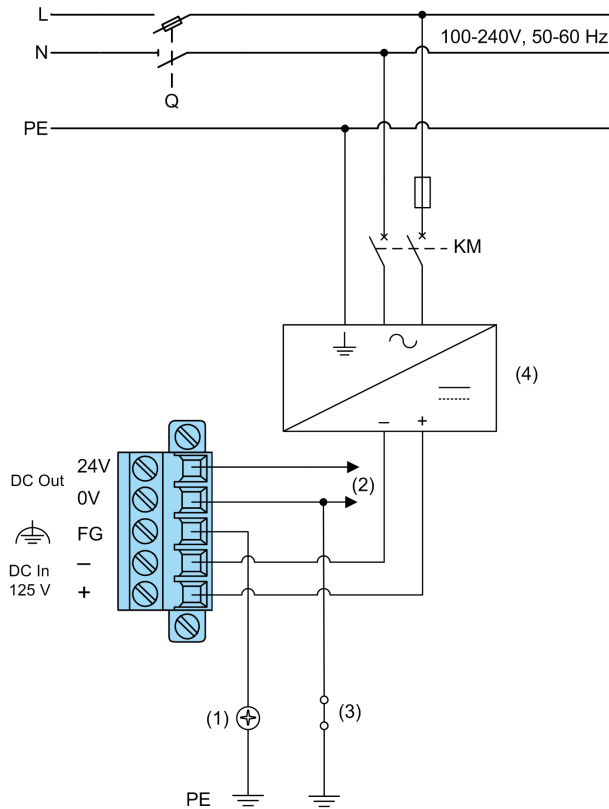 L
100-240V, 50-60 Hz
N
Q
PE
KM
(4)
– +
24V
DC Out
(2)
0V
FG
–
DC In
125 V
+
(1)
(3)
PE